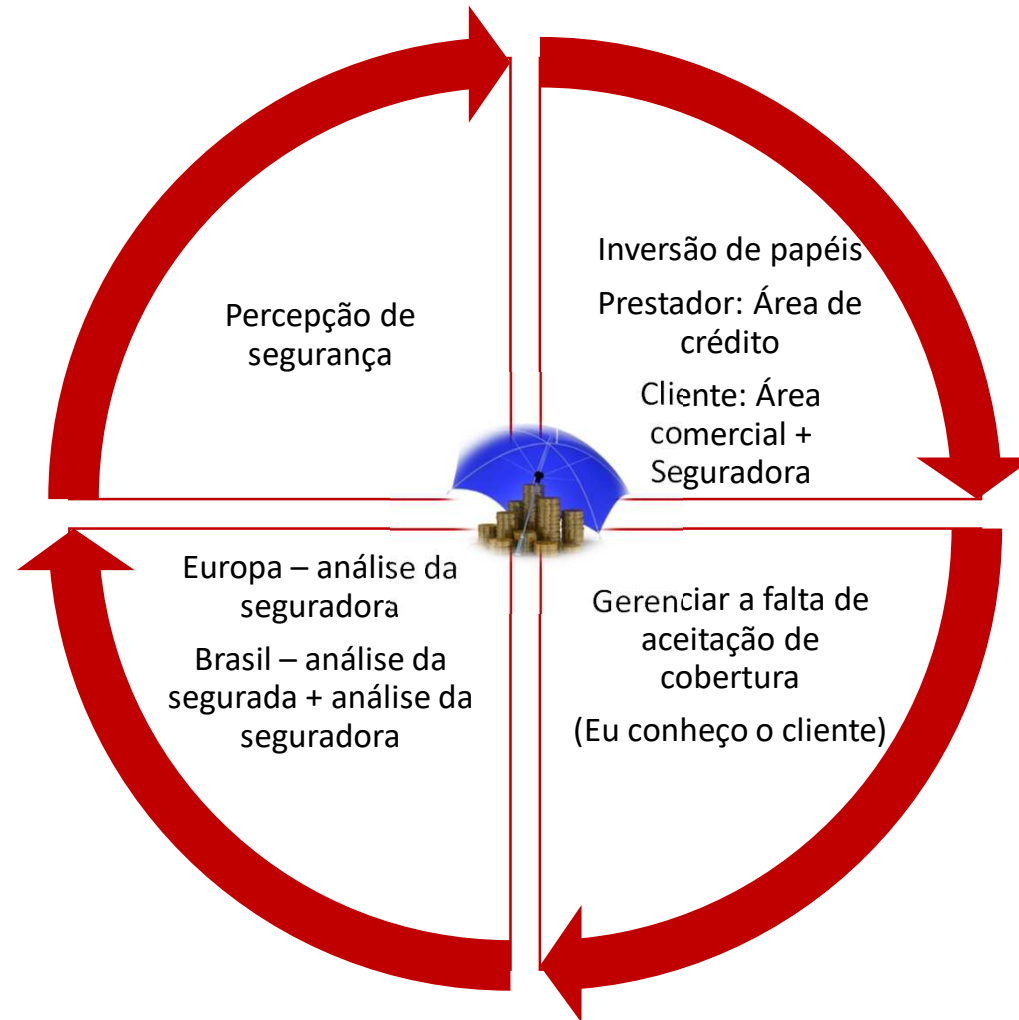 Percepção de
segurança
Inversão de papéis
Prestador: Área de
crédito
Cliente: Área
comercial +
Seguradora
Gerenciar a falta de
aceitação de
cobertura
(Eu conheço o cliente)
Europa – análise da
seguradora
Brasil – análise da
segurada + análise da
seguradora